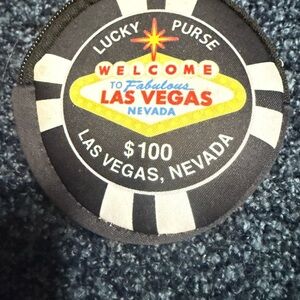 LUCKY PURSE
WELCOME
TO Fabulous
LAS VEGAS
NEVADA
$100
LAS VEGAS, NEVADA